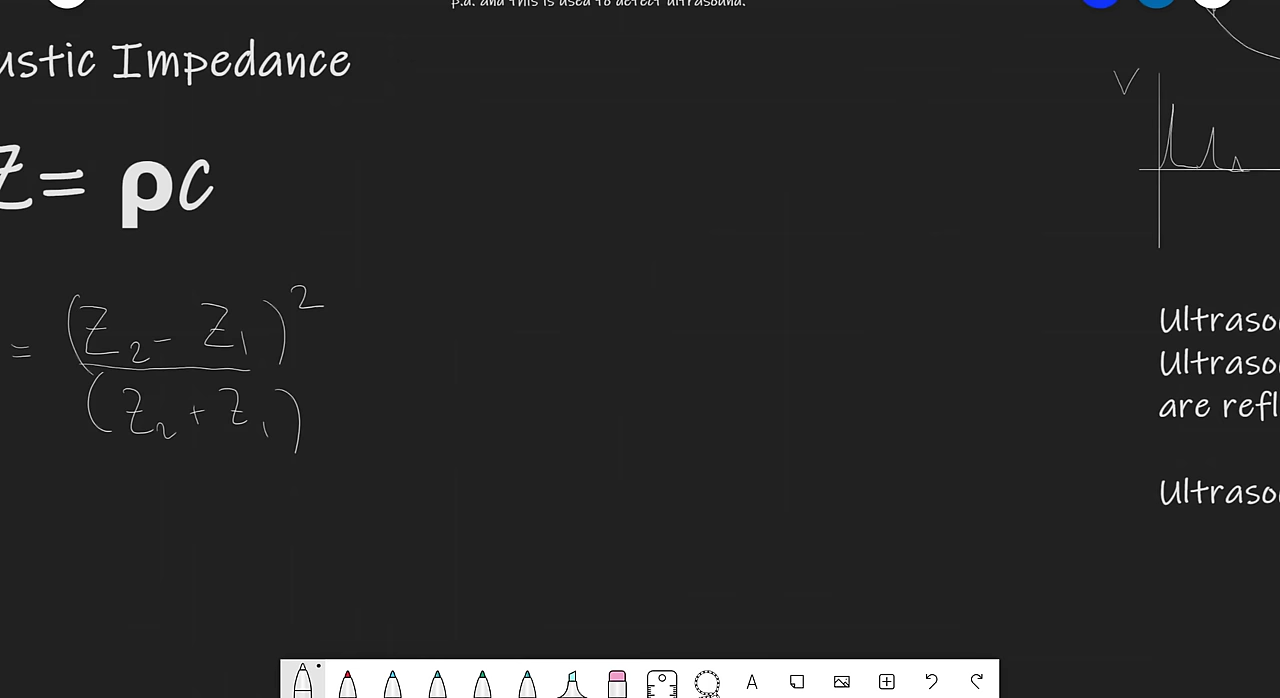 p.d. and this is used to detect ultrasound.
ustic Impedance
Z= ρc
V
= (Z₂ - Z₁)²
(Z₂ + Z₁)
Ultraso
Ultraso
are refl
Ultraso
A